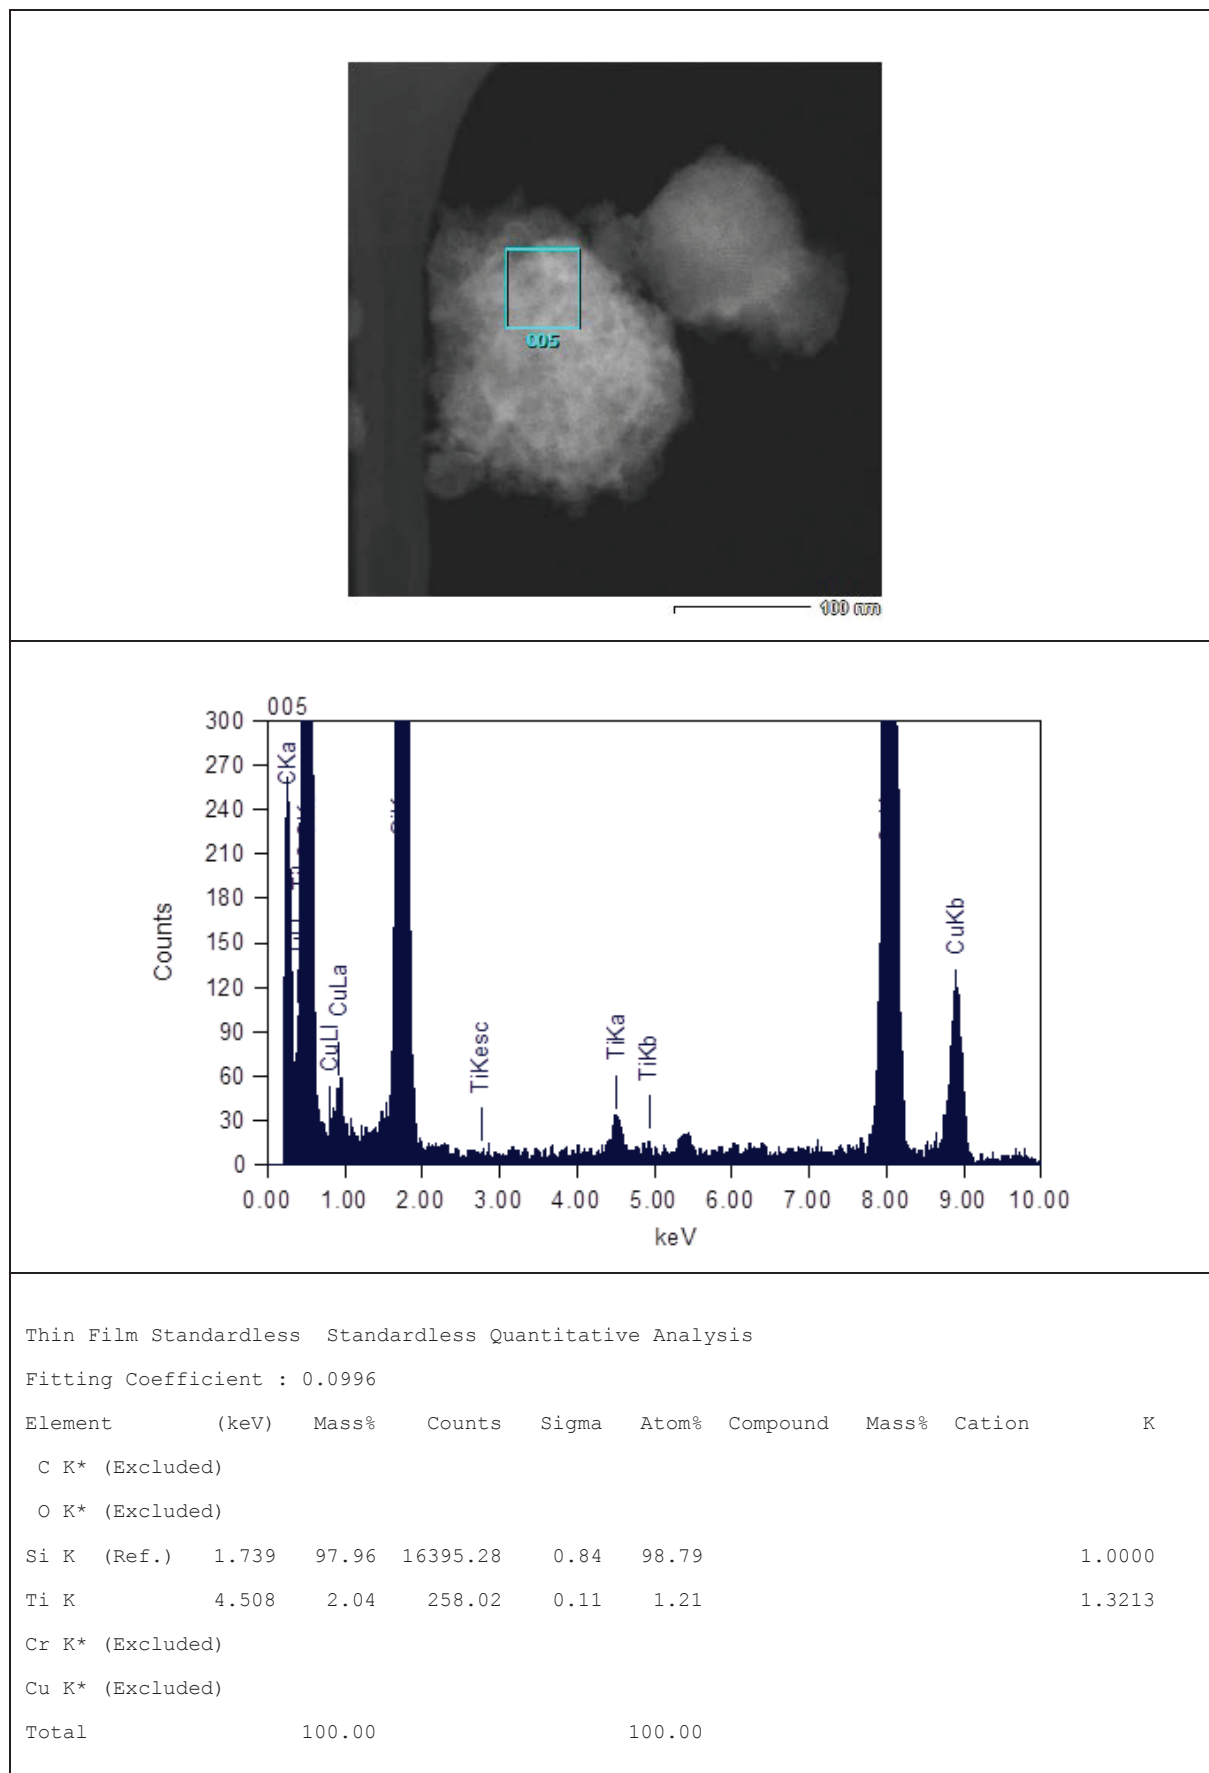 005
100 nm
005
300
270
240
210
180
150
120
90
60
30
0
Counts
CKa
CuLl
CuLa
TiKesc
TiKa
TiKb
CuKb
0.00 1.00 2.00 3.00 4.00 5.00 6.00 7.00 8.00 9.00 10.00
keV
Thin Film Standardless Standardless Quantitative Analysis
Fitting Coefficient : 0.0996
Element (keV) Mass% Counts Sigma Atom% Compound Mass% Cation K
C K* (Excluded)
O K* (Excluded)
Si K (Ref.) 1.739 97.96 16395.28 0.84 98.79 1.0000
Ti K 4.508 2.04 258.02 0.11 1.21 1.3213
Cr K* (Excluded)
Cu K* (Excluded)
Total 100.00 100.00